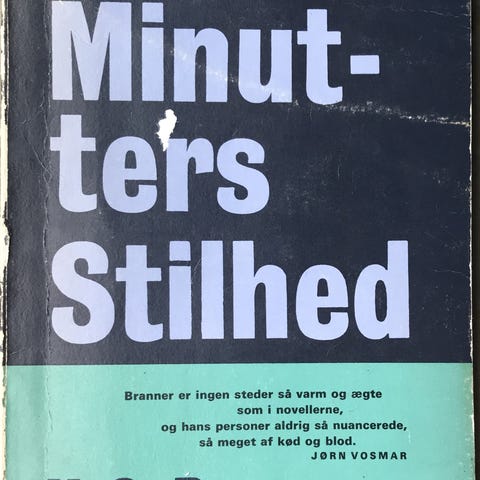 Minut-
ters
Stilhed
Branner er ingen steder så varm og ægte
som i novellerne,
og hans personer aldrig så nuancerede,
så meget af kød og blod.
JØRN VOSMAR